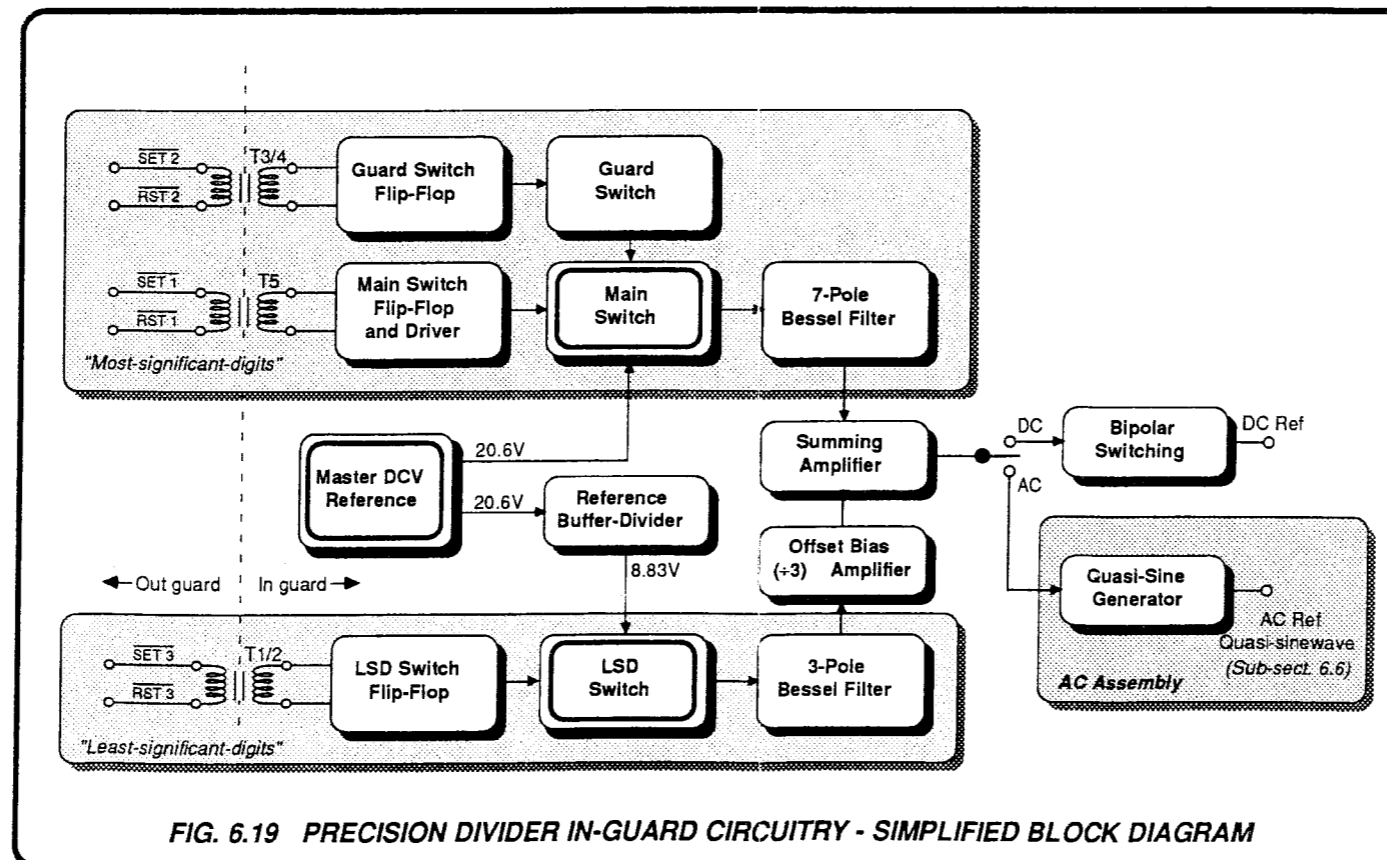 SET 2
RST 2
T3/4
Guard Switch
Flip-Flop
Guard
Switch
SET 1
RST 1
T5
Main Switch
Flip-Flop
and Driver
Main
Switch
7-Pole
Bessel Filter
"Most-significant-digits"
Master DCV
Reference
20.6V
20.6V
Reference
Buffer-Divider
8.83V
Summing
Amplifier
DC
AC
Bipolar
Switching
DC Ref
Offset Bias
(÷3) Amplifier
Out guard
In guard
Quasi-Sine
Generator
AC Ref
Quasi-sinewave
(Sub-sect. 6.6)
AC Assembly
SET 3
RST 3
T1/2
LSD Switch
Flip-Flop
LSD
Switch
3-Pole
Bessel Filter
"Least-significant-digits"
FIG. 6.19 PRECISION DIVIDER IN-GUARD CIRCUITRY - SIMPLIFIED BLOCK DIAGRAM